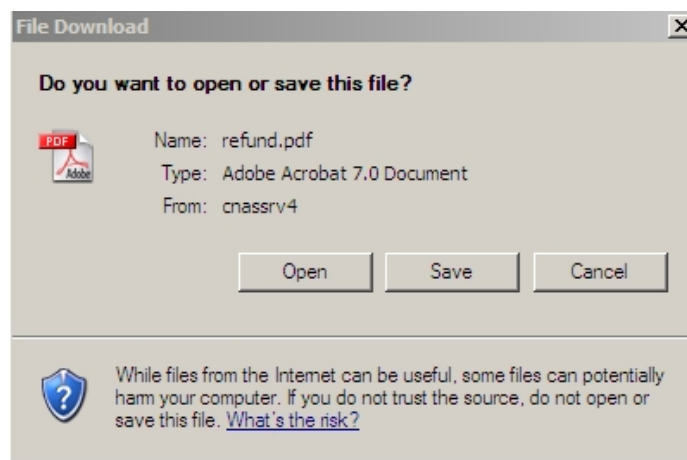 File Download
Do you want to open or save this file?
PDF
Adobe
Name: refund.pdf
Type: Adobe Acrobat 7.0 Document
From: cnassrv4
Open Save Cancel
While files from the Internet can be useful, some files can potentially
harm your computer. If you do not trust the source, do not open or
save this file. What's the risk?